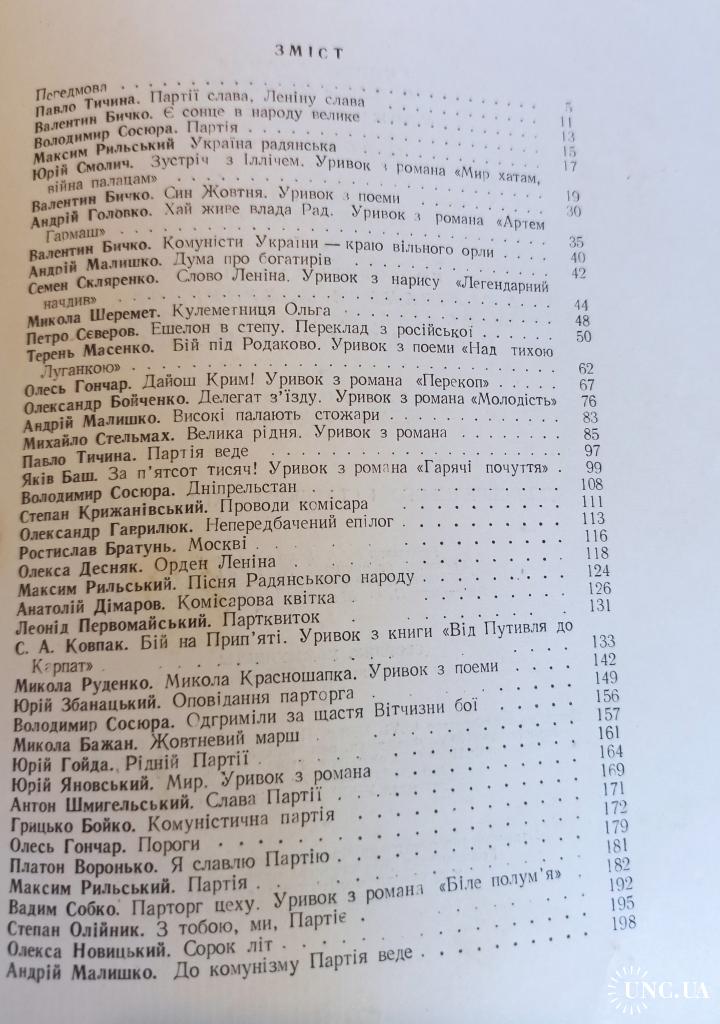 ЗМІСТ
Передмова 5
Павло Тичина. Партії слава, Леніну слава 11
Валентин Бичко. Є сонце в народу велике 13
Володимир Сосюра. Партія 15
Максим Рильський Україна радянська 17
Юрій Смолич. Зустріч з Іллічем. Уривок з романа «Мир хатам,
війна палацам» 19
Валентин Бичко. Син Жовтня. Уривок з поеми 30
Андрій Головко. Хай живе влада Рад. Уривок з романа «Артем
Гармаш» 35
Валентин Бичко. Комуністи України — краю вільного орли 40
Андрій Малишко. Дума про богатирів 42
Семен Скляренко. Слово Леніна. Уривок з нарису «Легендарний
начдив» 44
Микола Шеремет. Кулеметниця Ольга 48
Петро Сєверов. Ешелон в степу. Переклад з російської 50
Терень Масенко. Бій під Родаково. Уривок з поеми «Над тихою
Луганкою» 62
Олесь Гончар. Дайош Крим! Уривок з романа «Перекоп» 67
Олександр Бойченко. Делегат з'їзду. Уривок з романа «Молодість» 76
Андрій Малишко. Високі палають стожари 83
Михайло Стельмах. Велика рідня. Уривок з романа 85
Павло Тичина. Партія веде 97
Яків Баш. За п'ятсот тисяч! Уривок з романа «Гарячі почуття» 99
Володимир Сосюра. Дніпрельстан 108
Степан Крижанівський. Проводи комісара 111
Олександр Гаврилюк. Непередбачений епілог 113
Ростислав Братунь. Москві 116
Олекса Десняк. Орден Леніна 118
Максим Рильський. Пісня Радянського народу 124
Анатолій Дімаров. Комісарова квітка 126
Леонід Первомайський. Партквиток 131
С. А. Ковпак. Бій на Прип'яті. Уривок з книги «Від Путивля до
Карпат» 133
Микола Руденко. Микола Красношапка. Уривок з поеми 142
Юрій Збанацький. Оповідання парторга 149
Володимир Сосюра. Одгриміли за щастя Вітчизни бої 156
Микола Бажан. Жовтневий марш 157
Юрій Гойда. Рідній Партії 161
Юрій Яновський. Мир. Уривок з романа 164
Антон Шмигельський. Слава Партії 169
Грицько Бойко. Комуністична партія 171
Олесь Гончар. Пороги 172
Платон Воронько. Я славлю Партію 179
Максим Рильський. Партія 181
Вадим Собко. Парторг цеху. Уривок з романа «Біле полум'я» 182
Степан Олійник. З тобою, ми, Партіє 192
Олекса Новицький. Сорок літ 195
Андрій Малишко. До комунізму Партія веде 198
UNC.UA